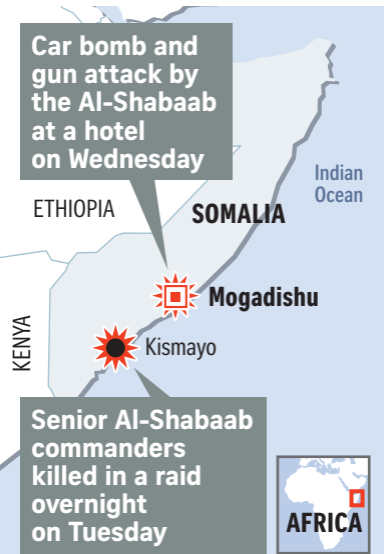 Car bomb and
gun attack by
the Al-Shabaab
at a hotel
on Wednesday
Indian
Ocean
ETHIOPIA
SOMALIA
Mogadishu
KENYA
Kismayo
Senior Al-Shabaab
commanders
killed in a raid
overnight
on Tuesday
AFRICA